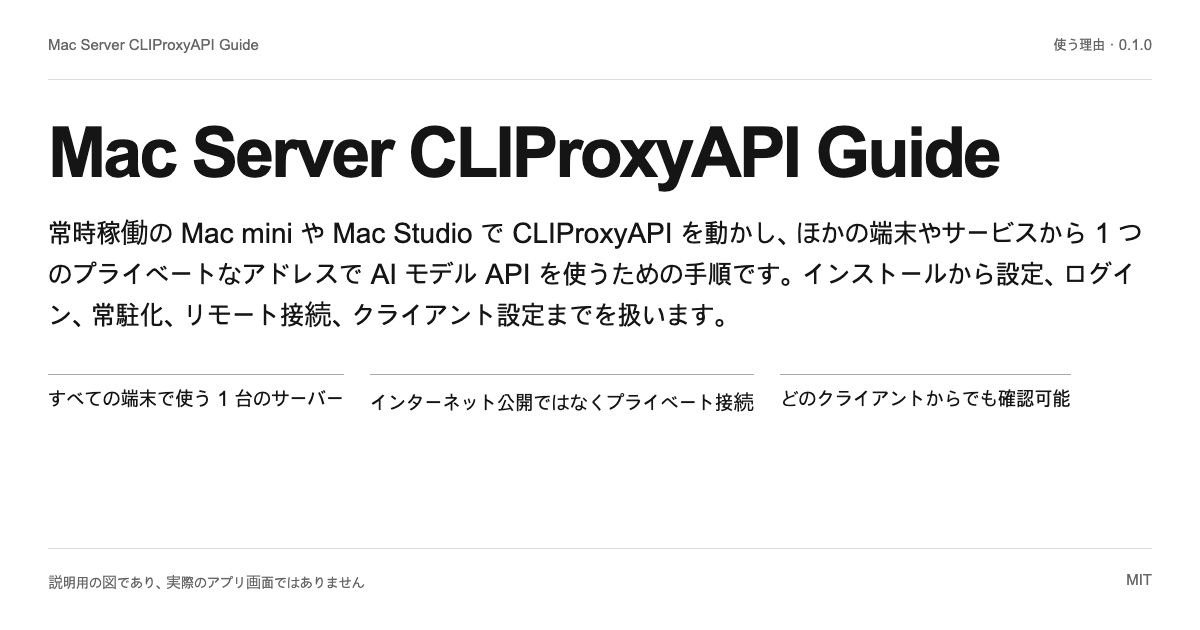 Mac Server CLIProxyAPI Guide
使う理由 · 0.1.0
Mac Server CLIProxyAPI Guide
常時稼働の Mac mini や Mac Studio で CLIProxyAPI を動かし、ほかの端末やサービスから 1 つ
のプライベートなアドレスで AI モデル API を使うための手順です。インストールから設定、ログイ
ン、常駐化、リモート接続、クライアント設定までを扱います。
すべての端末で使う 1 台のサーバー
インターネット公開ではなくプライベート接続
どのクライアントからでも確認可能
説明用の図であり、実際のアプリ画面ではありません
MIT